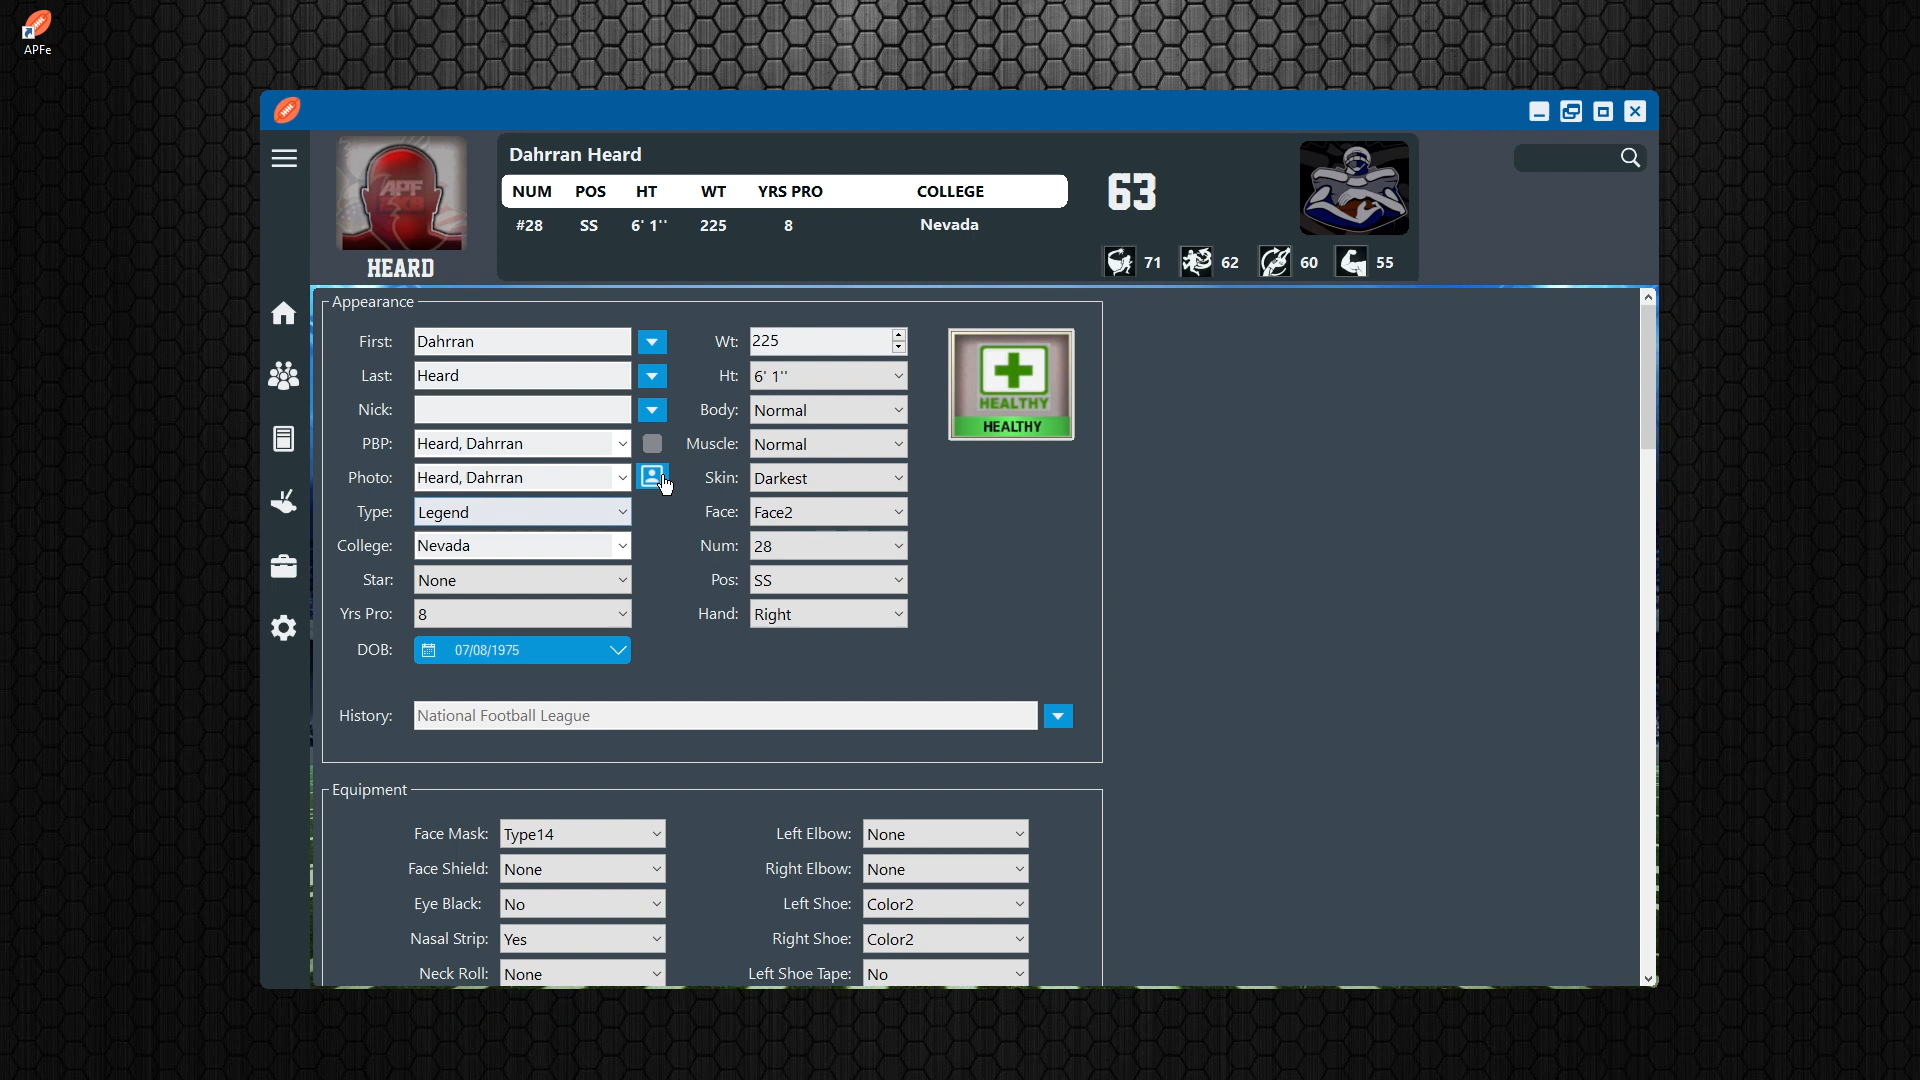 APFe
APF
2K8
HEARD
Dahrran Heard
NUM POS HT WT YRS PRO COLLEGE
#28 SS 6' 1'' 225 8 Nevada
63
71 62 60 55
Appearance
First: Dahrran Wt: 225
Last: Heard Ht: 6' 1''
Nick: Body: Normal
PBP: Heard, Dahrran Muscle: Normal
Photo: Heard, Dahrran Skin: Darkest
Type: Legend Face: Face2
College: Nevada Num: 28
Star: None Pos: SS
Yrs Pro: 8 Hand: Right
DOB: 07/08/1975
HEALTHY
HEALTHY
History: National Football League
Equipment
Face Mask: Type14 Left Elbow: None
Face Shield: None Right Elbow: None
Eye Black: No Left Shoe: Color2
Nasal Strip: Yes Right Shoe: Color2
Neck Roll: None Left Shoe Tape: No